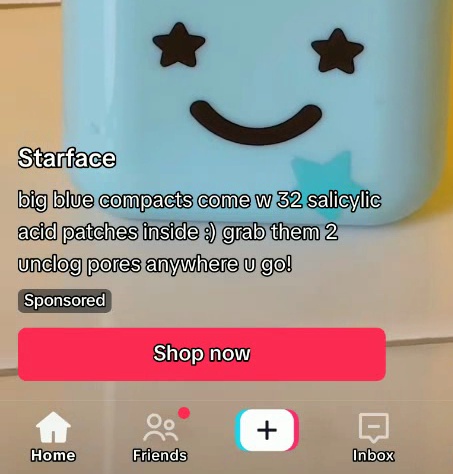 Starface
big blue compacts come w 32 salicylic
acid patches inside :) grab them 2
unclog pores anywhere u go!
Sponsored
Shop now
Home
Friends
Inbox